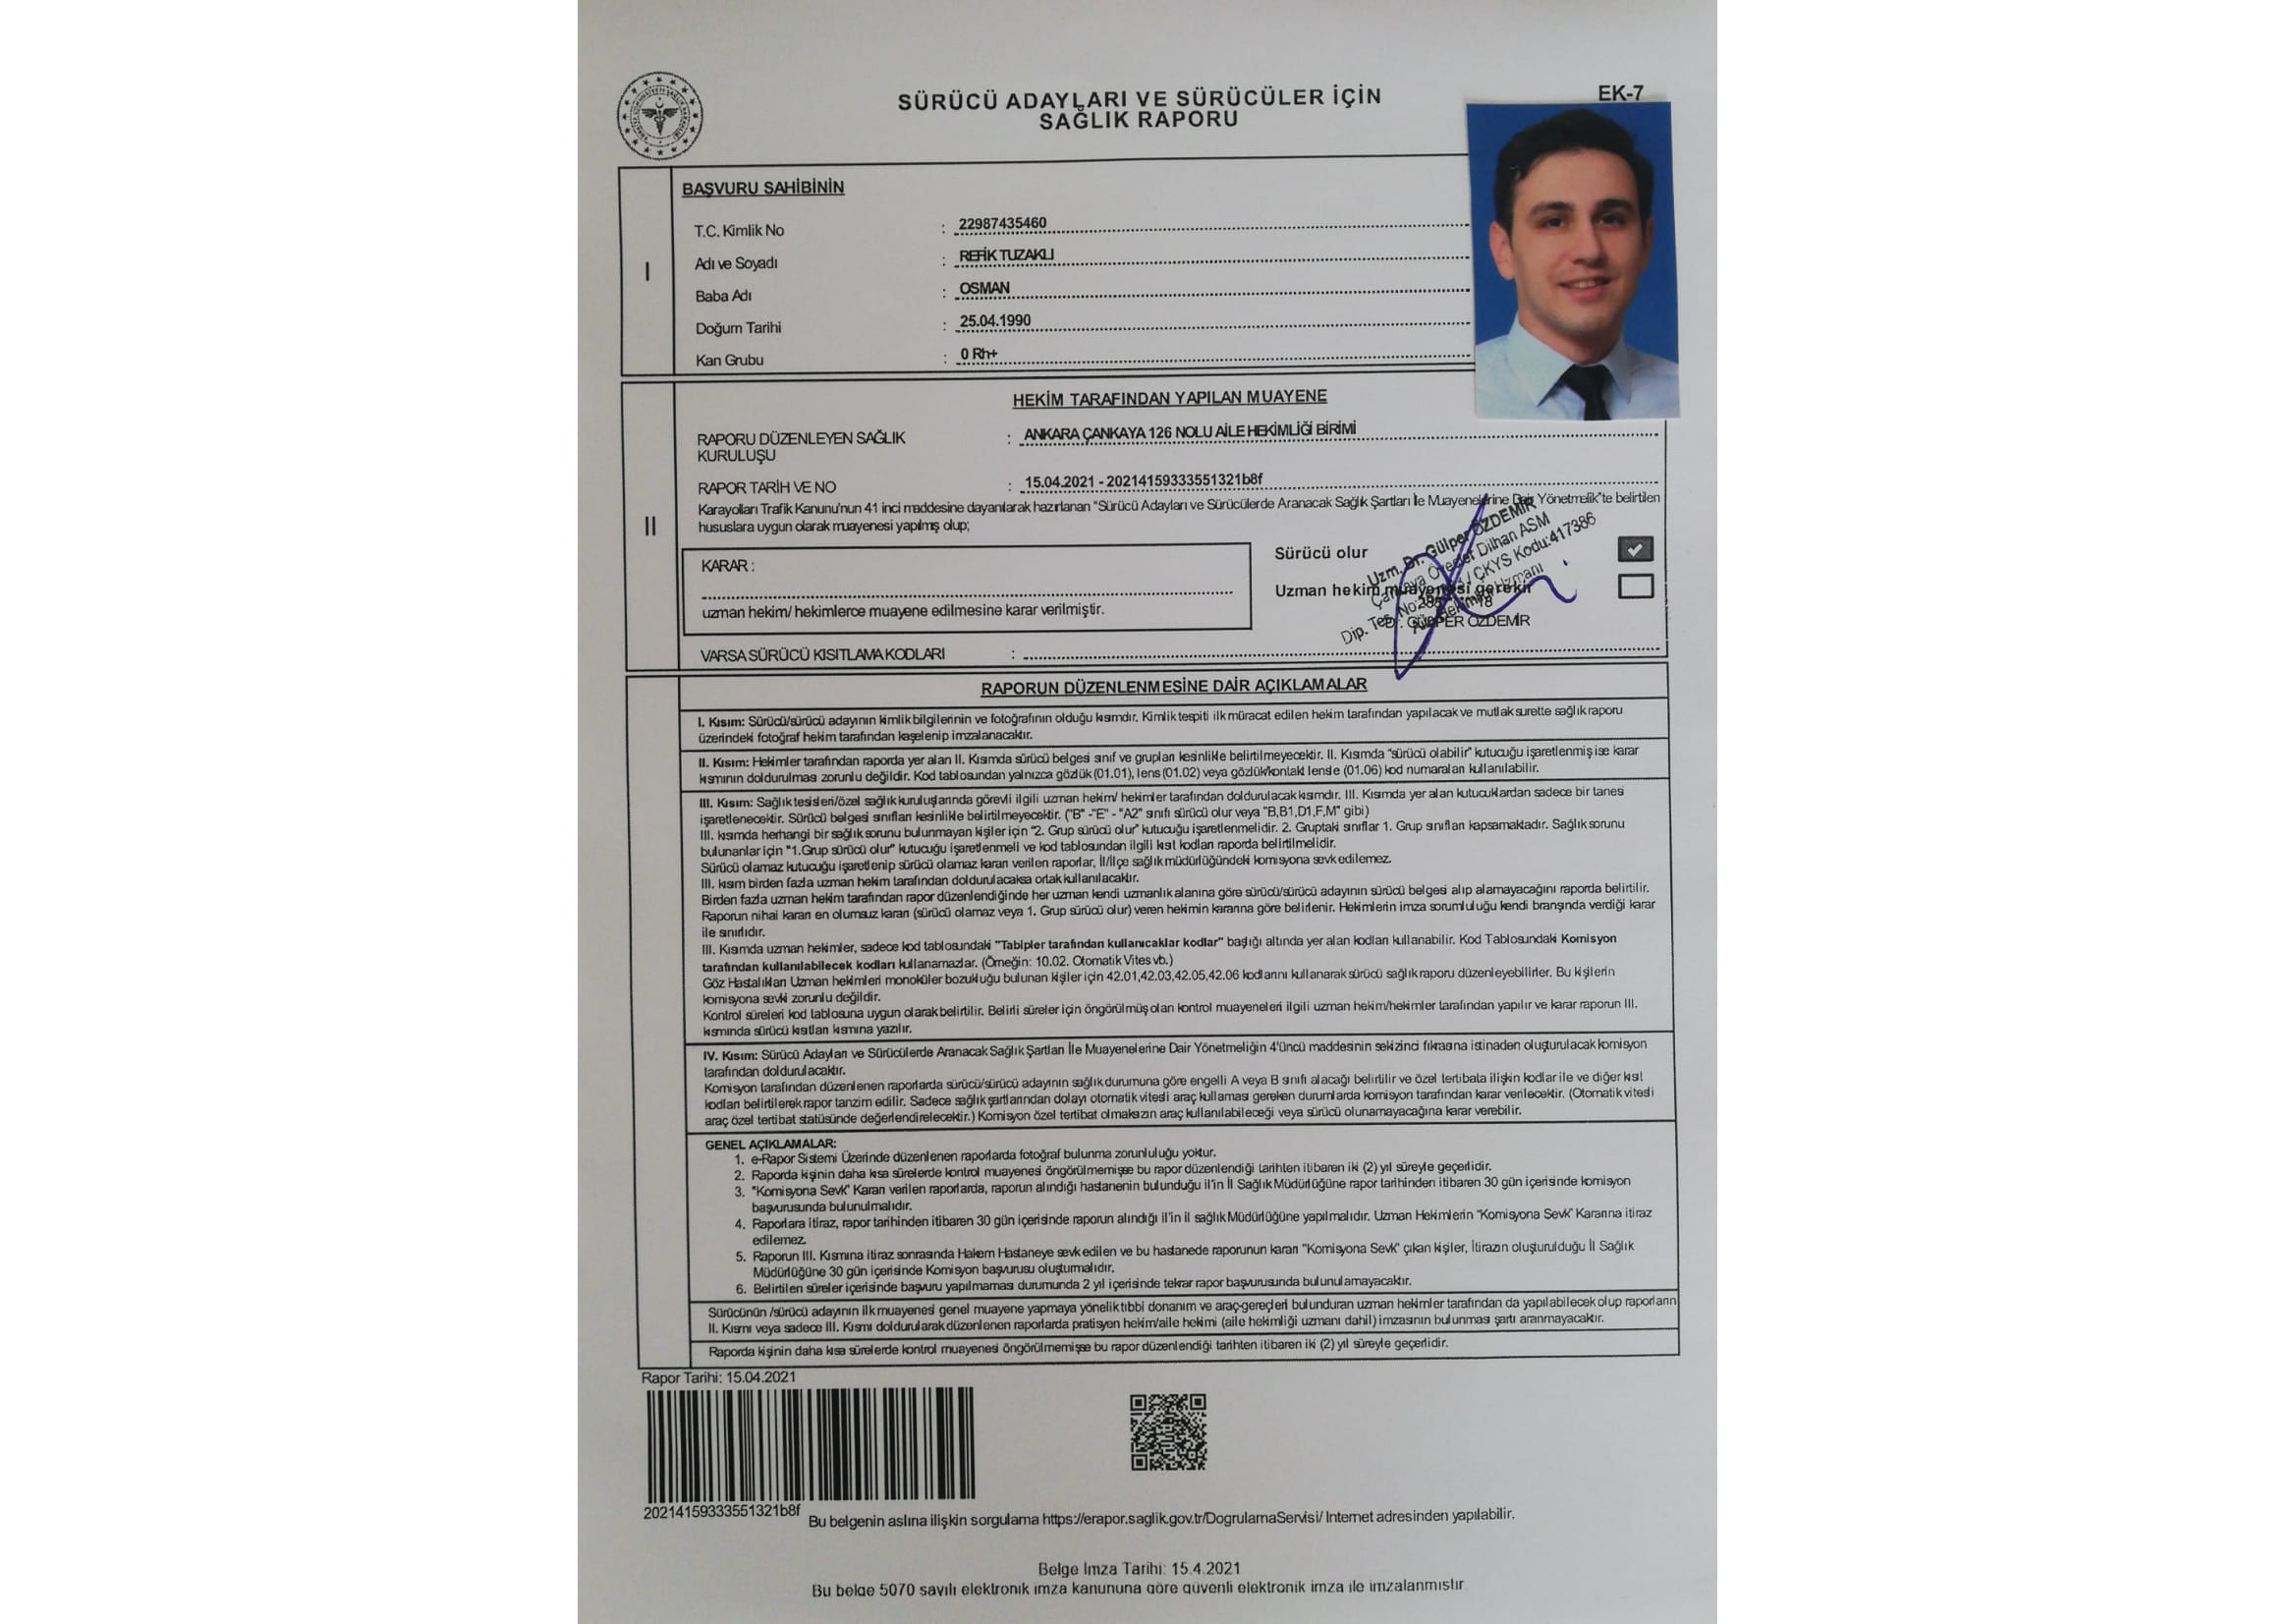 SÜRÜCÜ ADAYLARI VE SÜRÜCÜLER İÇİN
SAĞLIK RAPORU
EK-7
I
BAŞVURU SAHİBİNİN
T.C. Kimlik No : 22987435460
Adı ve Soyadı : REFİK TUZAKLI
Baba Adı : OSMAN
Doğum Tarihi : 25.04.1990
Kan Grubu : 0 Rh+
II
HEKİM TARAFINDAN YAPILAN MUAYENE
RAPORU DÜZENLEYEN SAĞLIK KURULUŞU : ANKARA ÇANKAYA 126 NOLU AİLE HEKİMLİĞİ BİRİMİ
RAPOR TARİH VE NO : 15.04.2021 - 20214159333551321b8f
Karayolları Trafik Kanunu'nun 41 inci maddesine dayanılarak hazırlanan "Sürücü Adayları ve Sürücülerde Aranacak Sağlık Şartları İle Muayenelerine Dair Yönetmelik"te belirtilen
hususlara uygun olarak muayenesi yapılmış olup;
KARAR :
uzman hekim/ hekimlerce muayene edilmesine karar verilmiştir.
Sürücü olur
Uzman hekim muayenesi gerekir
Uzm. Dr. Gülper ÖZDEMİR
Dilhan ASM
ÇKYS Kodu:417386
Dip. Tes. No:
Uzmanı
GÜLPER ÖZDEMİR
VARSA SÜRÜCÜ KISITLAMA KODLARI :
RAPORUN DÜZENLENMESİNE DAİR AÇIKLAMALAR
I. Kısım: Sürücü/sürücü adayının kimlik bilgilerinin ve fotoğrafının olduğu kısımdır. Kimlik tespiti ilk müracat edilen hekim tarafından yapılacak ve mutlak surette sağlık raporu
üzerindeki fotoğraf hekim tarafından kaşelenip imzalanacaktır.
II. Kısım: Hekimler tarafından raporda yer alan II. Kısımda sürücü belgesi sınıf ve grupları kesinlikle belirtilmeyecektir. II. Kısımda "sürücü olabilir" kutucuğu işaretlenmiş ise karar
kısmının doldurulması zorunlu değildir. Kod tablosundan yalnızca gözlük (01.01), lens (01.02) veya gözlük/kontakt lensle (01.06) kod numaraları kullanılabilir.
III. Kısım: Sağlık tesisleri/özel sağlık kuruluşlarında görevli ilgili uzman hekim/ hekimler tarafından doldurulacak kısımdır. III. Kısımda yer alan kutucuklardan sadece bir tanesi
işaretlenecektir. Sürücü belgesi sınıfları kesinlikle belirtilmeyecektir. ("B" -"E" - "A2" sınıfı sürücü olur veya "B,B1,D1,F,M" gibi)
III. kısımda herhangi bir sağlık sorunu bulunmayan kişiler için "2. Grup sürücü olur" kutucuğu işaretlenmelidir. 2. Gruptaki sınıflar 1. Grup sınıfları kapsamaktadır. Sağlık sorunu
bulunanlar için "1.Grup sürücü olur" kutucuğu işaretlenmeli ve kod tablosundan ilgili kısıt kodları raporda belirtilmelidir.
Sürücü olamaz kutucuğu işaretlenip sürücü olamaz kararı verilen raporlar, İl/İlçe sağlık müdürlüğündeki komisyona sevk edilemez.
III. kısım birden fazla uzman hekim tarafından doldurulacaksa ortak kullanılacaktır.
Birden fazla uzman hekim tarafından rapor düzenlendiğinde her uzman kendi uzmanlık alanına göre sürücü/sürücü adayının sürücü belgesi alıp alamayacağını raporda belirtilir.
Raporun nihai kararı en olumsuz kararı (sürücü olamaz veya 1. Grup sürücü olur) veren hekimin kararına göre belirlenir. Hekimlerin imza sorumluluğu kendi branşında verdiği karar
ile sınırlıdır.
III. Kısımda uzman hekimler, sadece kod tablosundaki "Tabipler tarafından kullanıcaklar kodlar" başlığı altında yer alan kodları kullanabilir. Kod Tablosundaki Komisyon
tarafından kullanılabilecek kodları kullanamazlar. (Örneğin: 10.02. Otomatik Vites vb.)
Göz Hastalıkları Uzman hekimleri monoküler bozukluğu bulunan kişiler için 42.01,42.03,42.05,42.06 kodlarını kullanarak sürücü sağlık raporu düzenleyebilirler. Bu kişilerin
komisyona sevki zorunlu değildir.
Kontrol süreleri kod tablosuna uygun olarak belirtilir. Belirli süreler için öngörülmüş olan kontrol muayeneleri ilgili uzman hekim/hekimler tarafından yapılır ve karar raporun III.
kısmında sürücü kısıtları kısmına yazılır.
IV. Kısım: Sürücü Adayları ve Sürücülerde Aranacak Sağlık Şartları İle Muayenelerine Dair Yönetmeliğin 4'üncü maddesinin sekizinci fıkrasına istinaden oluşturulacak komisyon
tarafından doldurulacaktır.
Komisyon tarafından düzenlenen raporlarda sürücü/sürücü adayının sağlık durumuna göre engelli A veya B sınıfı alacağı belirtilir ve özel tertibata ilişkin kodlar ile ve diğer kısıt
kodları belirtilerek rapor tanzim edilir. Sadece sağlık şartlarından dolayı otomatik vitesli araç kullaması gereken durumlarda komisyon tarafından karar verilecektir. (Otomatik vitesli
araç özel tertibat statüsünde değerlendirelecektir.) Komisyon özel tertibat olmaksızın araç kullanılabileceği veya sürücü olunamayacağına karar verebilir.
GENEL AÇIKLAMALAR:
1. e-Rapor Sistemi Üzerinde düzenlenen raporlarda fotoğraf bulunma zorunluluğu yoktur.
2. Raporda kişinin daha kısa sürelerde kontrol muayenesi öngörülmemişse bu rapor düzenlendiği tarihten itibaren iki (2) yıl süreyle geçerlidir.
3. "Komisyona Sevk" Kararı verilen raporlarda, raporun alındığı hastanenin bulunduğu il'in İl Sağlık Müdürlüğüne rapor tarihinden itibaren 30 gün içerisinde komisyon
başvurusunda bulunulmalıdır.
4. Raporlara itiraz, rapor tarihinden itibaren 30 gün içerisinde raporun alındığı il'in il sağlık Müdürlüğüne yapılmalıdır. Uzman Hekimlerin "Komisyona Sevk" Kararına itiraz
edilemez.
5. Raporun III. Kısmına itiraz sonrasında Hakem Hastaneye sevk edilen ve bu hastanede raporunun kararı "Komisyona Sevk" çıkan kişiler, İtirazın oluşturulduğu İl Sağlık
Müdürlüğüne 30 gün içerisinde Komisyon başvurusu oluşturmalıdır.
6. Belirtilen süreler içerisinde başvuru yapılmaması durumunda 2 yıl içerisinde tekrar rapor başvurusunda bulunulamayacaktır.
Sürücünün /sürücü adayının ilk muayenesi genel muayene yapmaya yönelik tıbbi donanım ve araç-gereçleri bulunduran uzman hekimler tarafından da yapılabilecek olup raporların
II. Kısmı veya sadece III. Kısmı doldurularak düzenlenen raporlarda pratisyen hekim/aile hekimi (aile hekimliği uzmanı dahil) imzasının bulunması şartı aranmayacaktır.
Raporda kişinin daha kısa sürelerde kontrol muayenesi öngörülmemişse bu rapor düzenlendiği tarihten itibaren iki (2) yıl süreyle geçerlidir.
Rapor Tarihi: 15.04.2021
20214159333551321b8f
Bu belgenin aslına ilişkin sorgulama https://erapor.saglik.gov.tr/DogrulamaServisi/ Internet adresinden yapılabilir.
Belge İmza Tarihi: 15.4.2021
Bu belge 5070 sayılı elektronik imza kanununa göre güvenli elektronik imza ile imzalanmıştır.